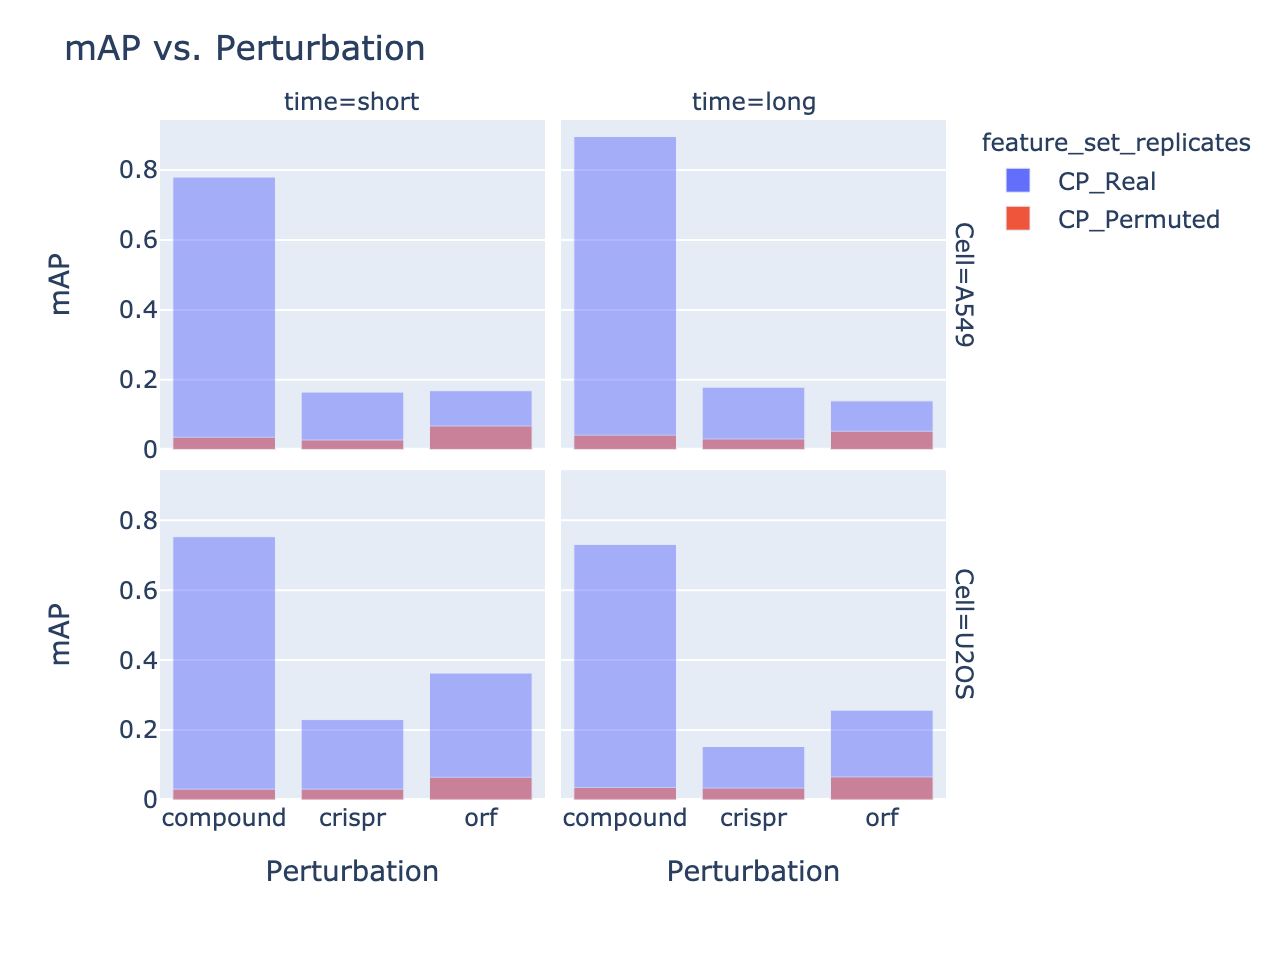 mAP vs. Perturbation
time=short
time=long
feature_set_replicates
CP_Real
CP_Permuted
mAP
0.8
0.6
0.4
0.2
0
Cell=A549
mAP
0.8
0.6
0.4
0.2
0
Cell=U2OS
compound crispr orf
compound crispr orf
Perturbation
Perturbation